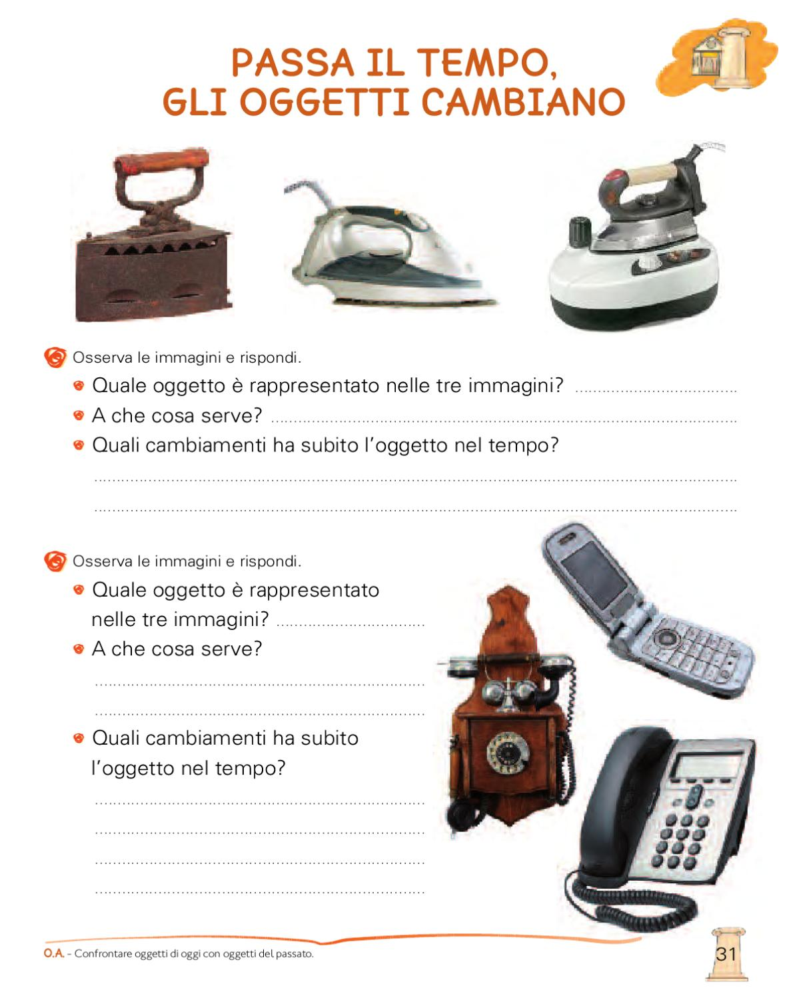 PASSA IL TEMPO,
GLI OGGETTI CAMBIANO
Osserva le immagini e rispondi.
Quale oggetto è rappresentato nelle tre immagini? ..................................
A che cosa serve? ..................................
Quali cambiamenti ha subito l'oggetto nel tempo?
Osserva le immagini e rispondi.
Quale oggetto è rappresentato
nelle tre immagini? ..................................
A che cosa serve?
Quali cambiamenti ha subito
l'oggetto nel tempo?
O.A. - Confrontare oggetti di oggi con oggetti del passato.
31